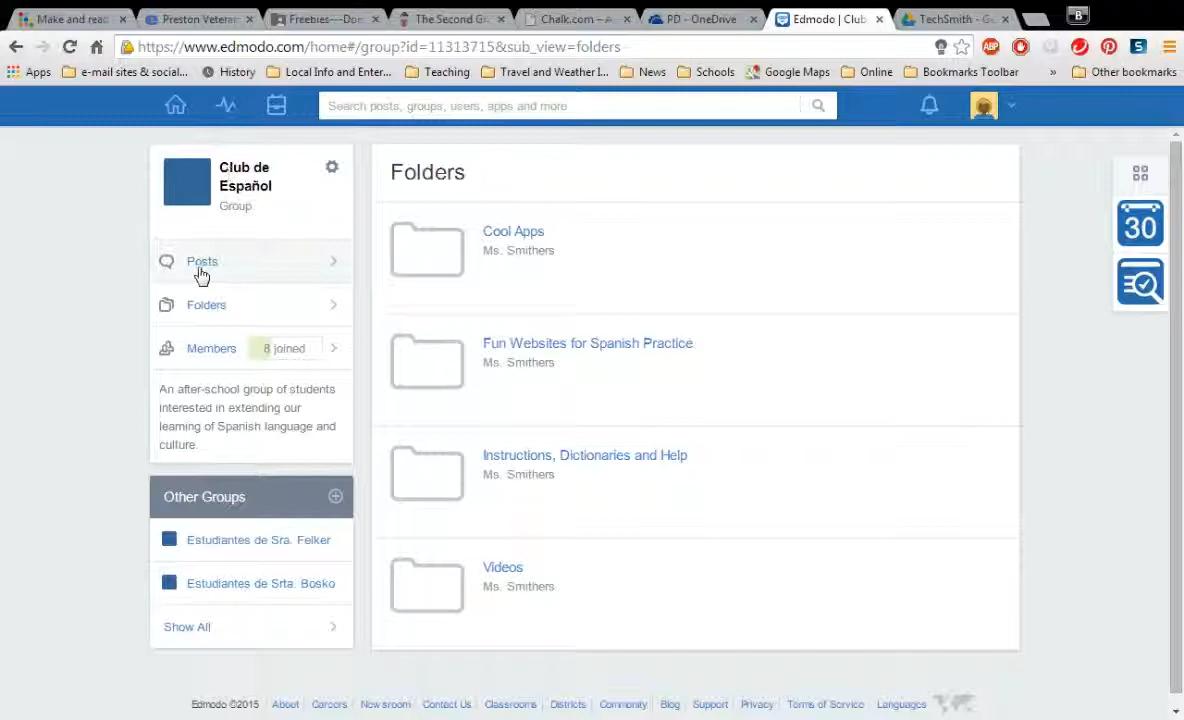 Make and read
Preston Veteran
Freebies--Don
The Second Gr
Chalk.com – A
PD - OneDrive
Edmodo | Club
TechSmith - G
B
https://www.edmodo.com/home#/group?id=11313715&sub_view=folders
ABP
S
Apps
e-mail sites & social...
History
Local Info and Enter...
Teaching
Travel and Weather I...
News
Schools
Google Maps
Online
Bookmarks Toolbar
»
Other bookmarks
Search posts, groups, users, apps and more
Club de
Español
Group
Posts
Folders
Members
8 joined
An after-school group of students
interested in extending our
learning of Spanish language and
culture.
Other Groups
Estudiantes de Sra. Felker
Estudiantes de Srta. Bosko
Show All
Folders
Cool Apps
Ms. Smithers
Fun Websites for Spanish Practice
Ms. Smithers
Instructions, Dictionaries and Help
Ms. Smithers
Videos
Ms. Smithers
30
Edmodo ©2015 About Careers Newsroom Contact Us Classrooms Districts Community Blog Support Privacy Terms of Service Languages